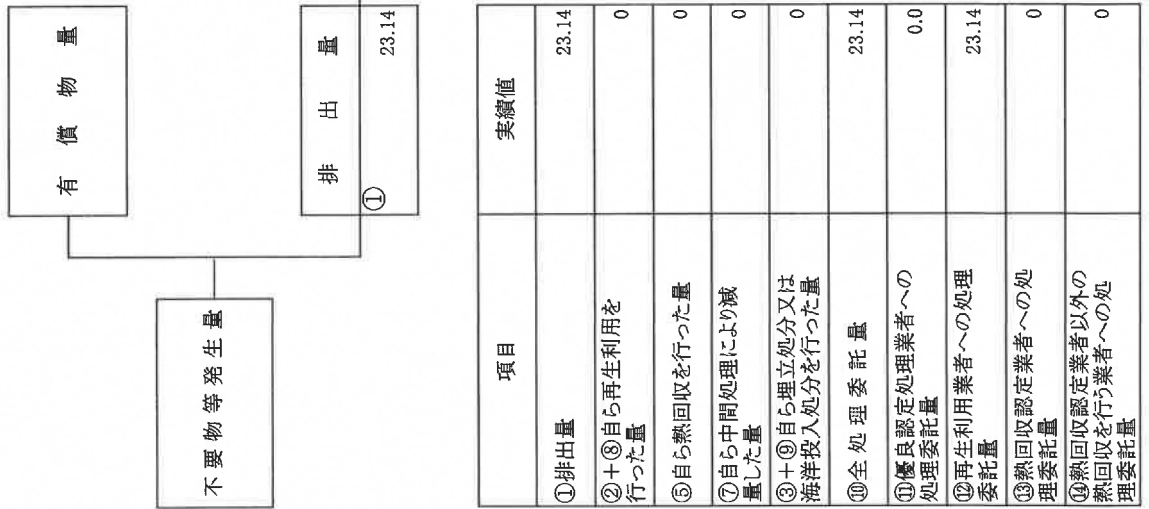 不要物等発生量
有償物量
排出量
①
23.14
項目 実績値
①排出量 23.14
②+⑧自ら再生利用を
行った量 0
⑤自ら熱回収を行った量 0
⑦自ら中間処理により減
量した量 0
③+⑨自ら埋立処分又は
海洋投入処分を行った量 0
⑩全処理委託量 23.14
⑪優良認定処理業者への
処理委託量 0.0
⑫再生利用業者への処理
委託量 23.14
⑬熱回収認定業者への処
理委託量 0
⑭熱回収認定業者以外の
熱回収を行う業者への処
理委託量 0